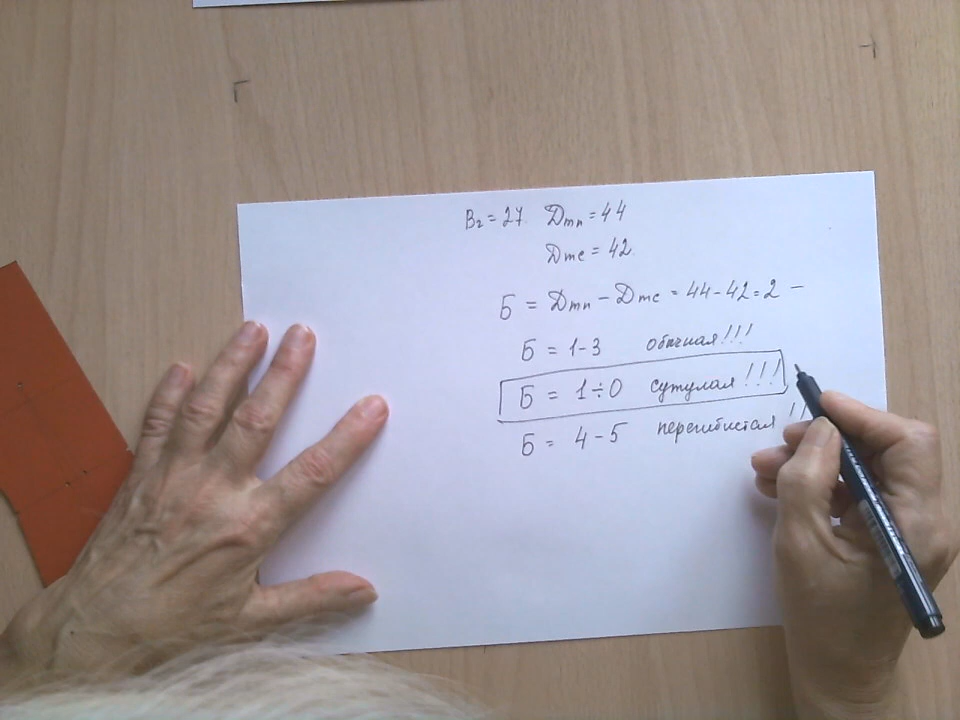 Вг = 27 Дтп = 44
Дтс = 42
Б = Дтп - Дтс = 44 - 42 = 2 -
Б = 1-3 обычная!!!
Б = 1÷0 сутулая!!!
Б = 4-5 перегибистая!!